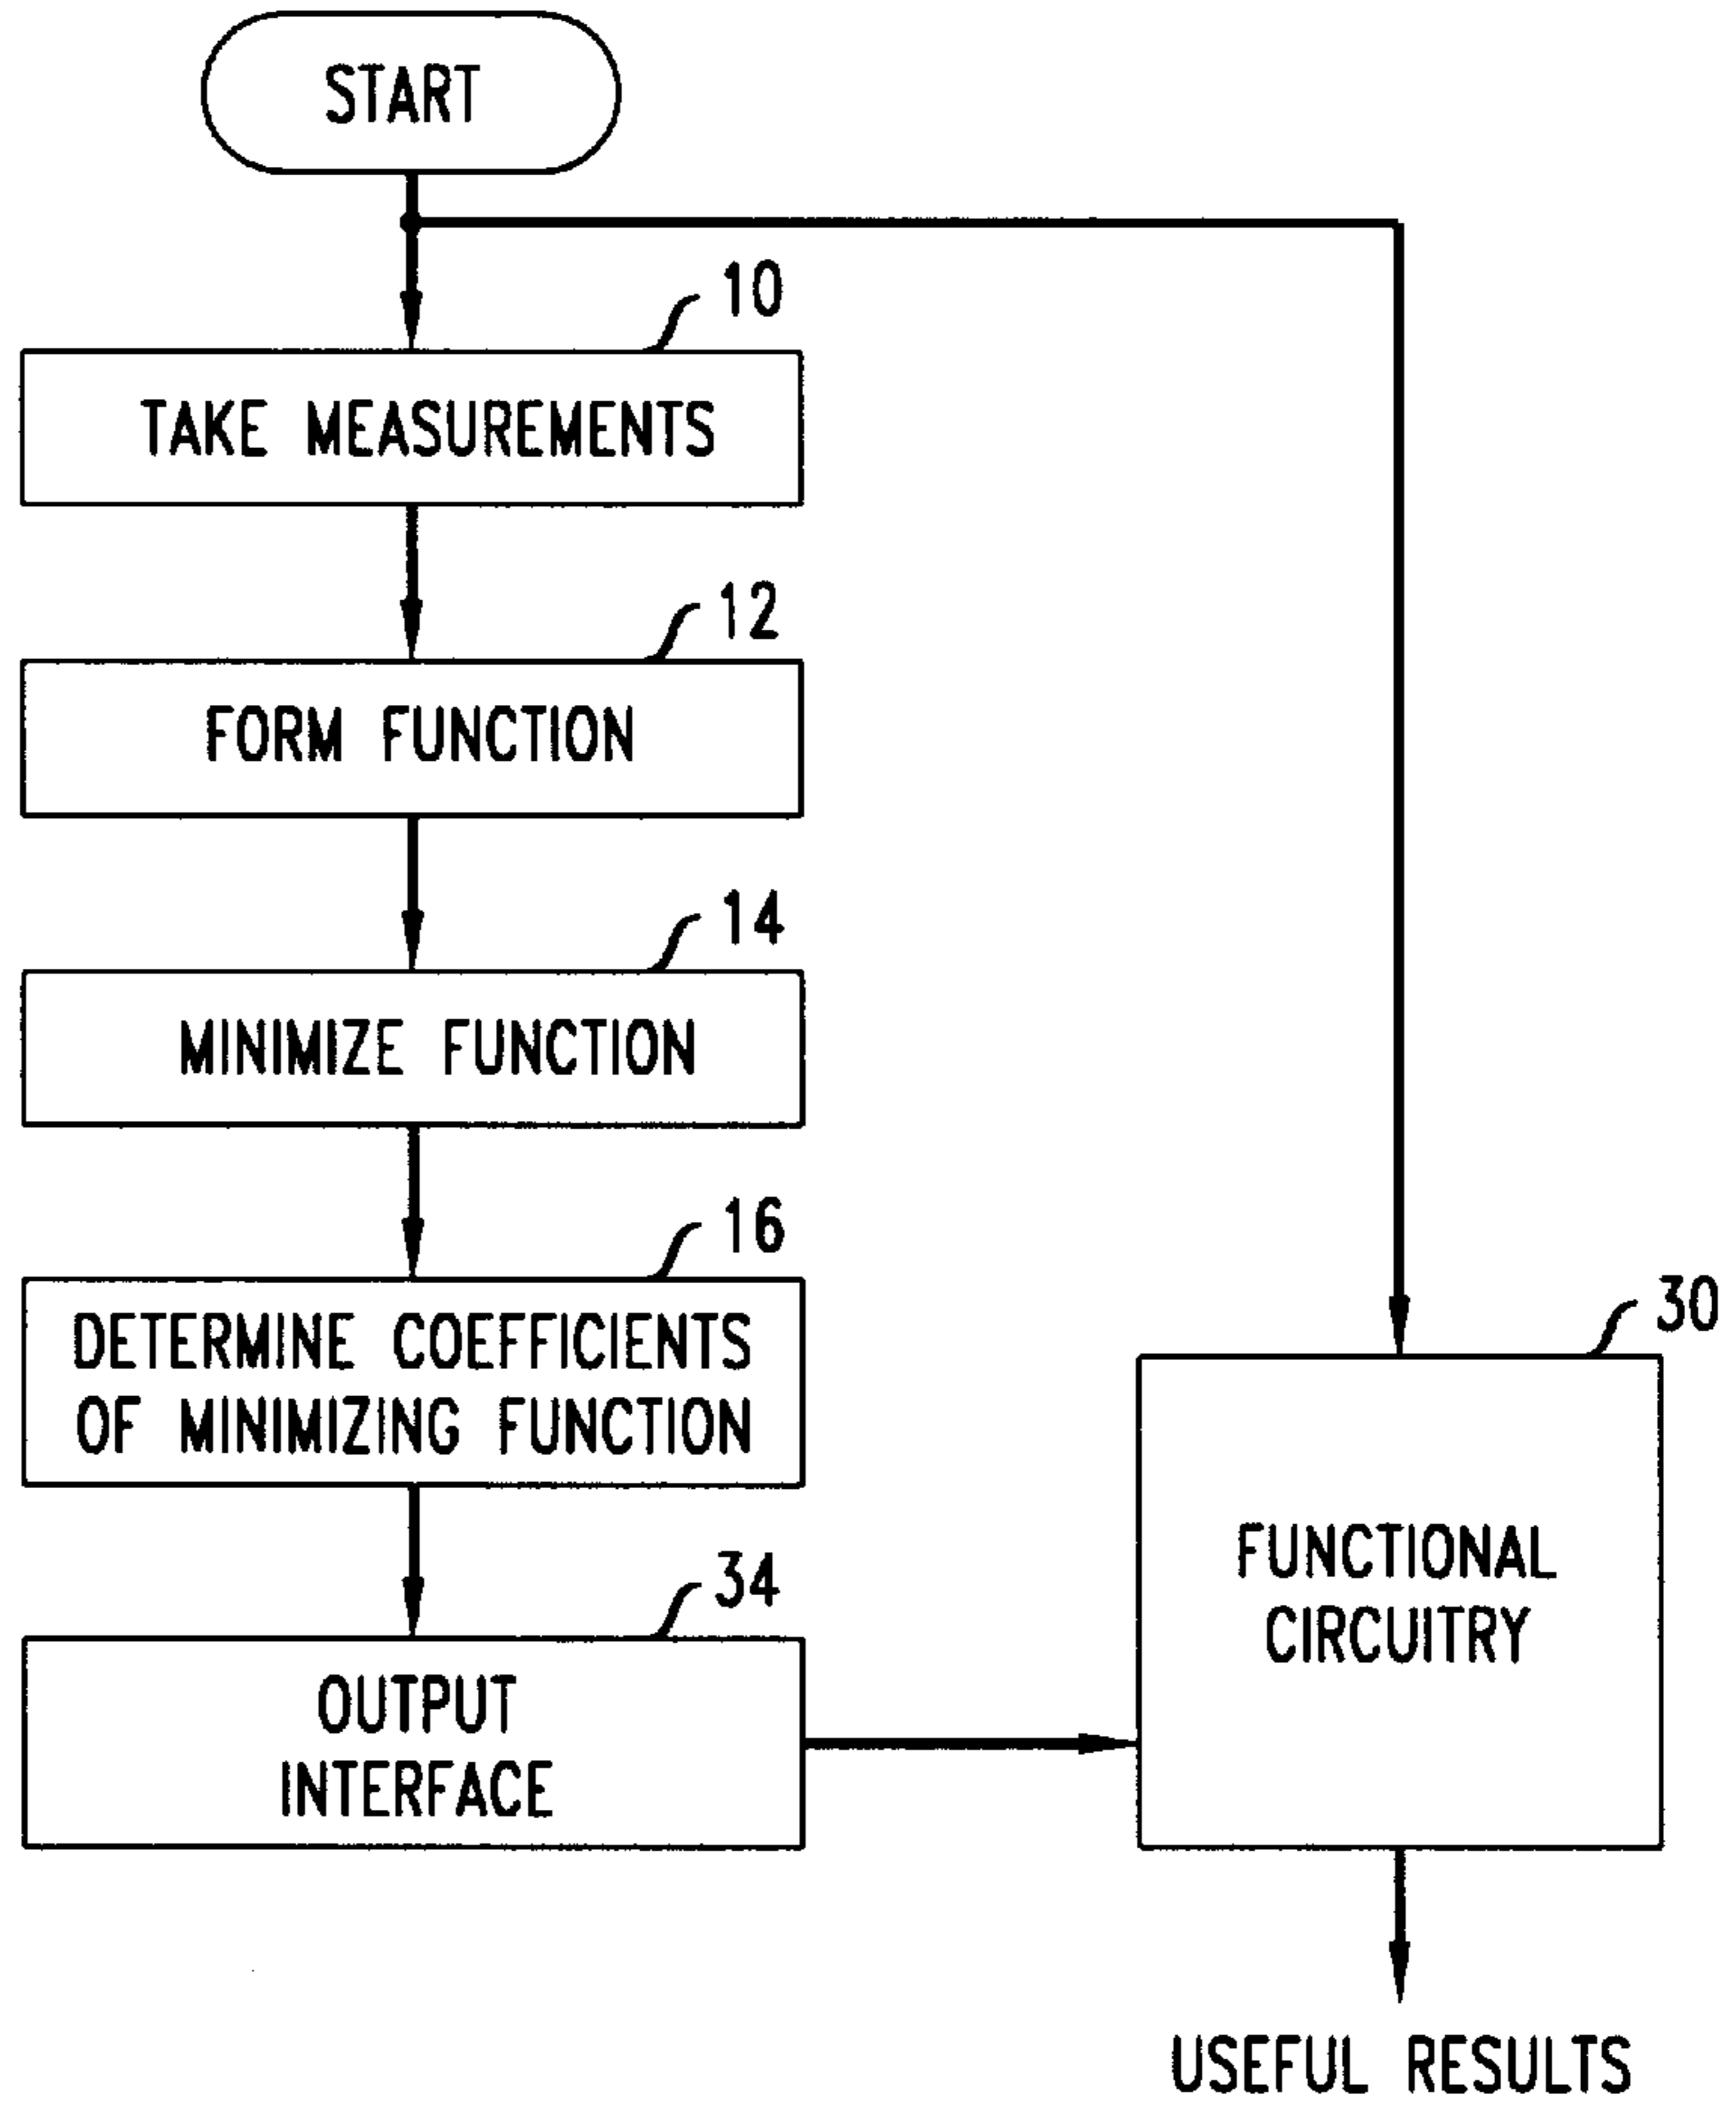 START
10
TAKE MEASUREMENTS
12
FORM FUNCTION
14
MINIMIZE FUNCTION
16
DETERMINE COEFFICIENTS
OF MINIMIZING FUNCTION
34
OUTPUT
INTERFACE
30
FUNCTIONAL
CIRCUITRY
USEFUL RESULTS